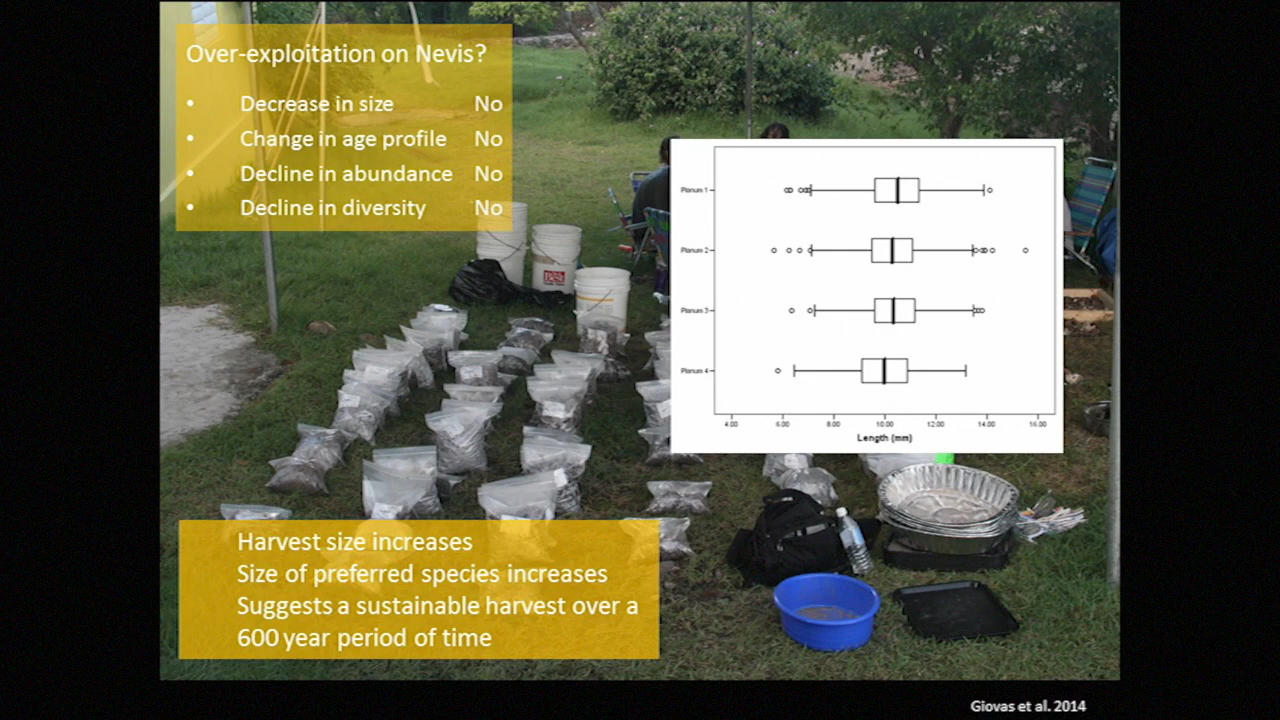 Over-exploitation on Nevis?
• Decrease in size No
• Change in age profile No
• Decline in abundance No
• Decline in diversity No
Planum 1
Planum 2
Planum 3
Planum 4
4.00 6.00 8.00 10.00 12.00 14.00 16.00
Length (mm)
Harvest size increases
Size of preferred species increases
Suggests a sustainable harvest over a
600 year period of time
Giovas et al. 2014